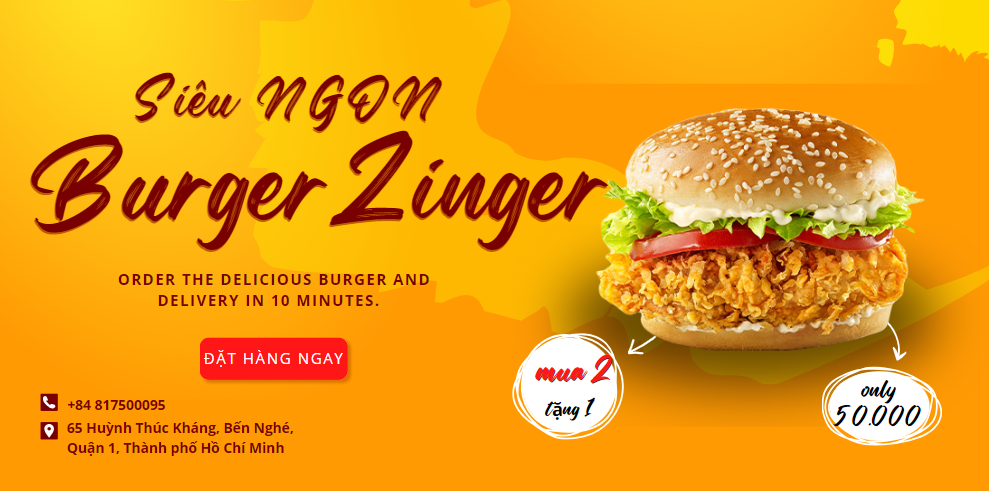 Siêu NGON
Burger Zinger
ORDER THE DELICIOUS BURGER AND
DELIVERY IN 10 MINUTES.
ĐẶT HÀNG NGAY
+84 817500095
65 Huỳnh Thúc Kháng, Bến Nghé,
Quận 1, Thành phố Hồ Chí Minh
mua 2
tặng 1
only
50.000